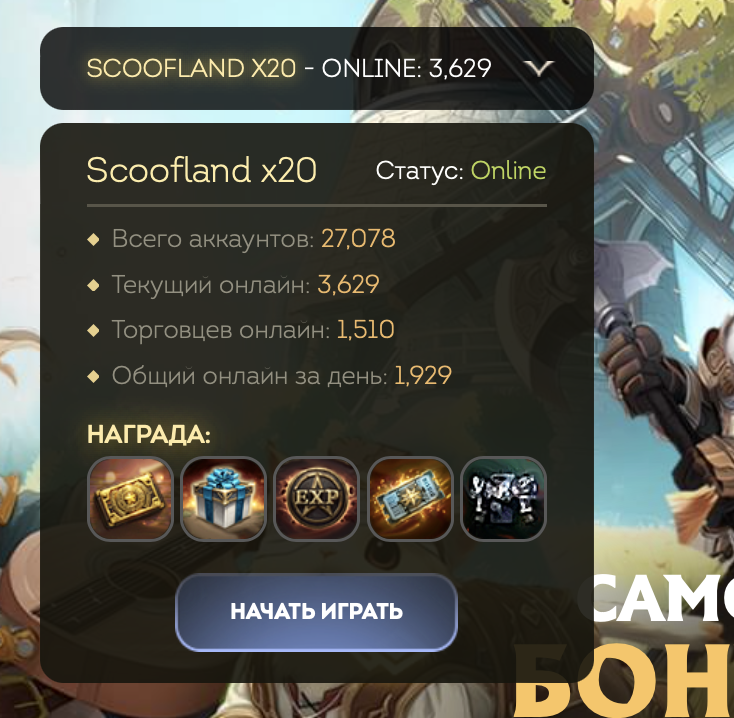 SCOOFLAND X20 - ONLINE: 3,629
Scoofland x20
Статус: Online
Всего аккаунтов: 27,078
Текущий онлайн: 3,629
Торговцев онлайн: 1,510
Общий онлайн за день: 1,929
НАГРАДА:
EXP
НАЧАТЬ ИГРАТЬ
САМО
БОН